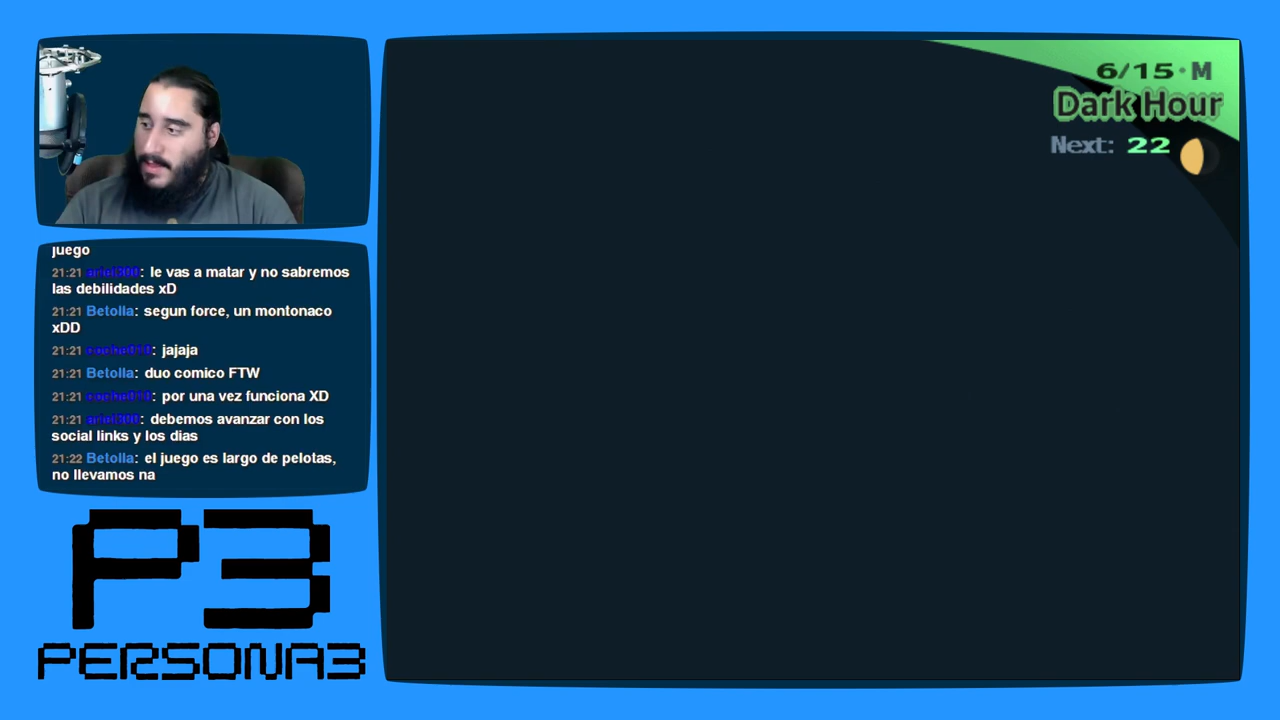 6/15·M
Dark Hour
Next: 22
juego
21:21 : le vas a matar y no sabremos
las debilidades xD
21:21 Betolla: segun force, un montonaco
xDD
21:21 : jajaja
21:21 Betolla: duo comico FTW
21:21 : por una vez funciona XD
21:21 : debemos avanzar con los
social links y los dias
21:22 Betolla: el juego es largo de pelotas,
no llevamos na
P3
PERSONA3